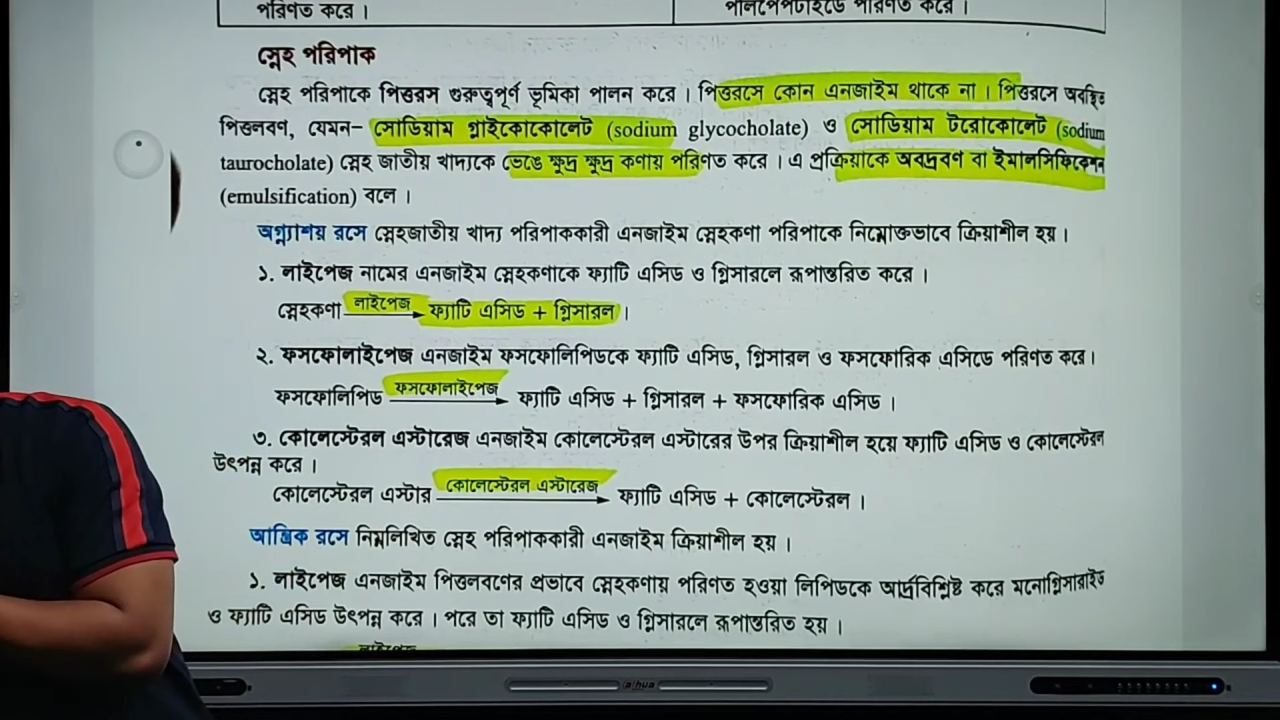 পরিণত করে ।
পলিপেপটাইডে পরিণত করে ।
স্নেহ পরিপাক
স্নেহ পরিপাকে পিত্তরস গুরুত্বপূর্ণ ভূমিকা পালন করে । পিত্তরসে কোন এনজাইম থাকে না । পিত্তরসে অবস্থিত
পিত্তলবণ, যেমন– সোডিয়াম গ্লাইকোকোলেট (sodium glycocholate) ও সোডিয়াম টরোকোলেট (sodium
taurocholate) স্নেহ জাতীয় খাদ্যকে ভেঙে ক্ষুদ্র ক্ষুদ্র কণায় পরিণত করে । এ প্রক্রিয়াকে অবদ্রবণ বা ইমালসিফিকেশন
(emulsification) বলে ।
অগ্ন্যাশয় রসে স্নেহজাতীয় খাদ্য পরিপাককারী এনজাইম স্নেহকণা পরিপাকে নিম্নোক্তভাবে ক্রিয়াশীল হয় ।
১. লাইপেজ নামের এনজাইম স্নেহকণাকে ফ্যাটি এসিড ও গ্লিসারলে রূপান্তরিত করে ।
স্নেহকণা লাইপেজ ফ্যাটি এসিড + গ্লিসারল ।
২. ফসফোলাইপেজ এনজাইম ফসফোলিপিডকে ফ্যাটি এসিড, গ্লিসারল ও ফসফোরিক এসিডে পরিণত করে ।
ফসফোলিপিড ফসফোলাইপেজ ফ্যাটি এসিড + গ্লিসারল + ফসফোরিক এসিড ।
৩. কোলেস্টেরল এস্টারেজ এনজাইম কোলেস্টেরল এস্টারের উপর ক্রিয়াশীল হয়ে ফ্যাটি এসিড ও কোলেস্টেরল
উৎপন্ন করে ।
কোলেস্টেরল এস্টার কোলেস্টেরল এস্টারেজ ফ্যাটি এসিড + কোলেস্টেরল ।
আন্ত্রিক রসে নিম্নলিখিত স্নেহ পরিপাককারী এনজাইম ক্রিয়াশীল হয় ।
১. লাইপেজ এনজাইম পিত্তলবণের প্রভাবে স্নেহকণায় পরিণত হওয়া লিপিডকে আর্দ্রবিশ্লিষ্ট করে মনোগ্লিসারাইড
ও ফ্যাটি এসিড উৎপন্ন করে । পরে তা ফ্যাটি এসিড ও গ্লিসারলে রূপান্তরিত হয় ।
লাইপেজ
alhua